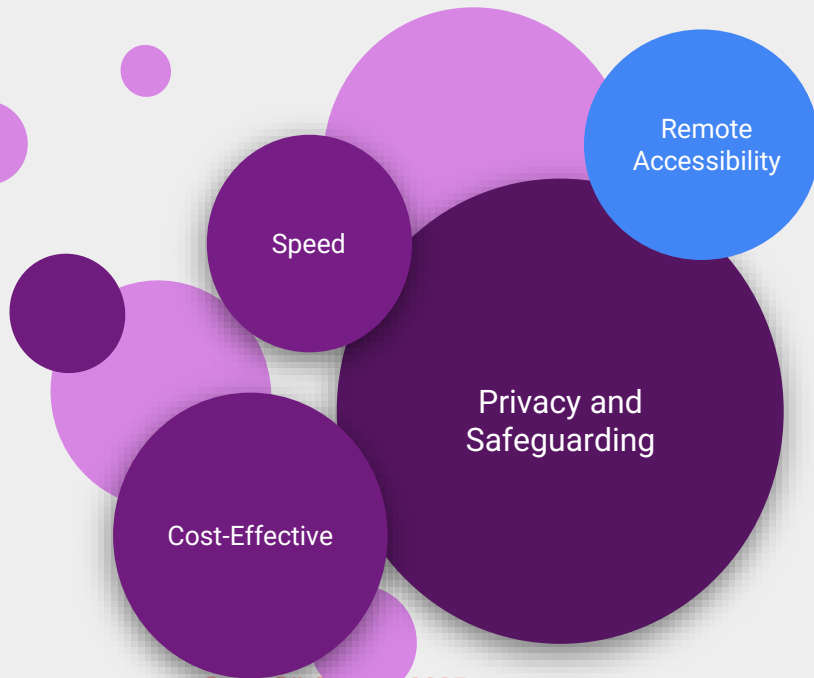 Remote
Accessibility
Speed
Privacy and
Safeguarding
Cost-Effective